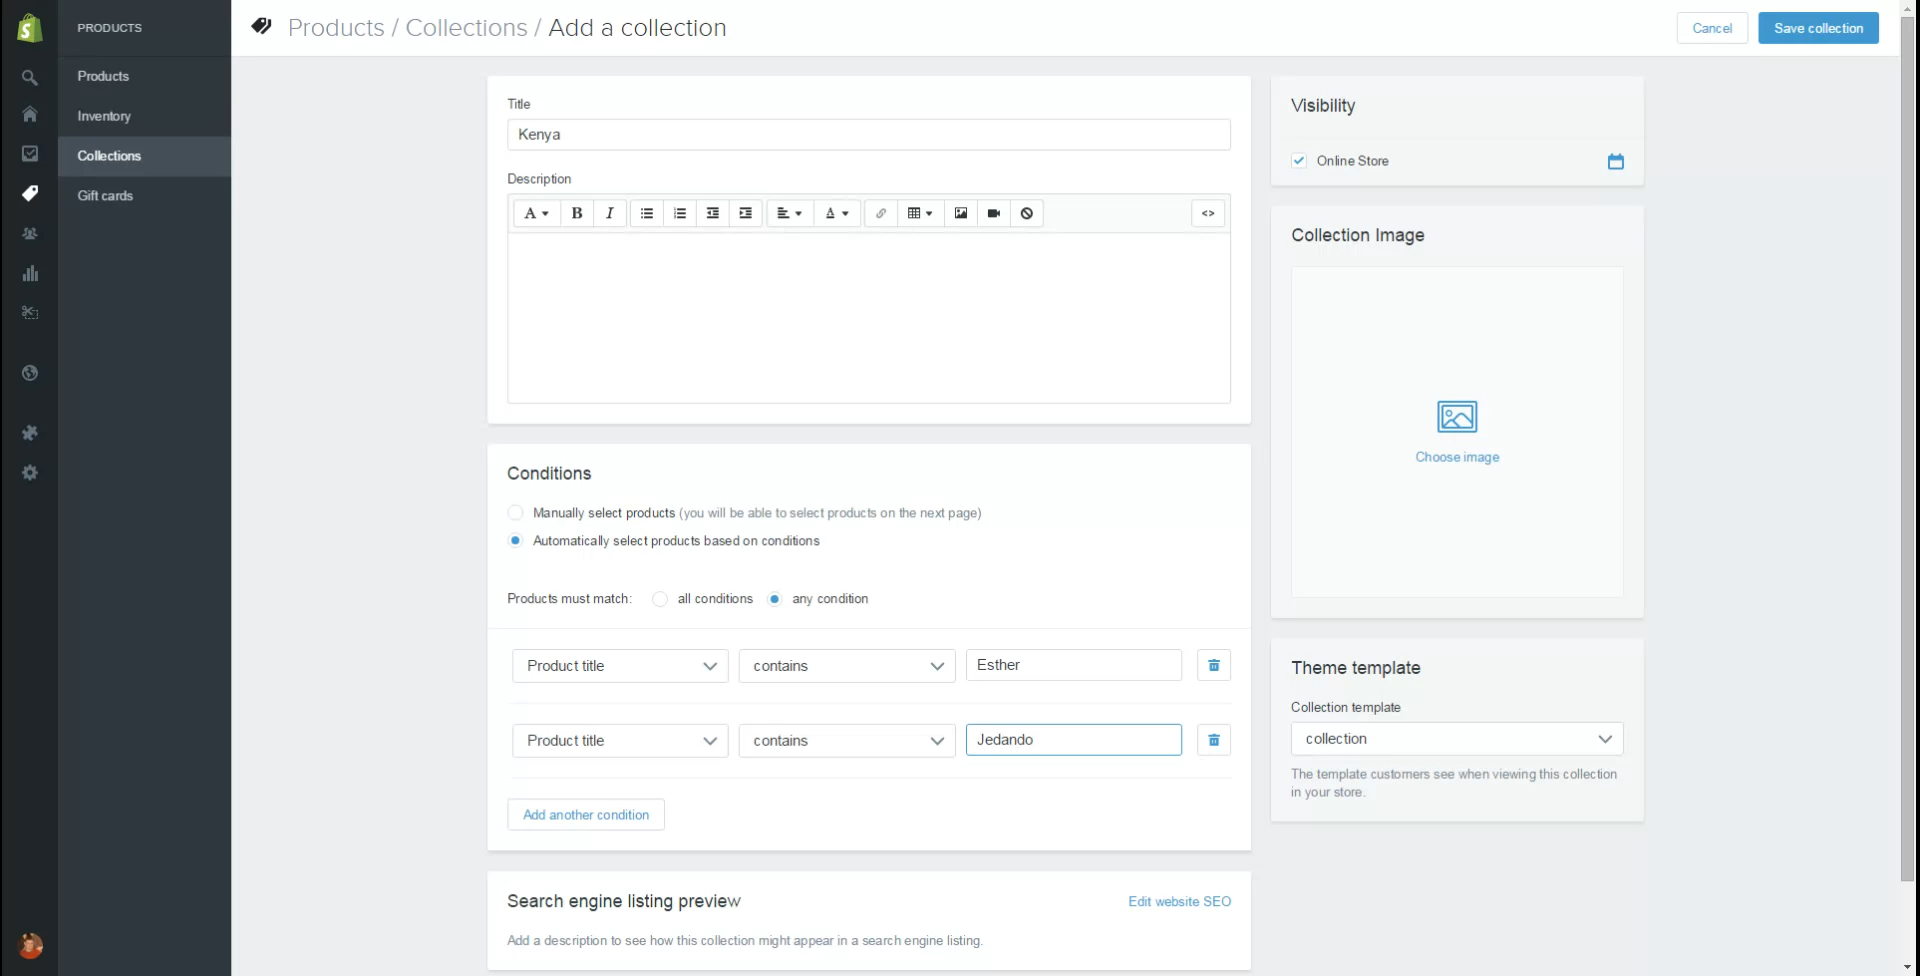 PRODUCTS
Products
Inventory
Collections
Gift cards
Products / Collections / Add a collection
Cancel
Save collection
Title
Kenya
Description
A
B
I
A
<>
Conditions
Manually select products (you will be able to select products on the next page)
Automatically select products based on conditions
Products must match: all conditions any condition
Product title contains Esther
Product title contains Jedando
Add another condition
Search engine listing preview
Edit website SEO
Add a description to see how this collection might appear in a search engine listing.
Visibility
Online Store
Collection Image
Choose image
Theme template
Collection template
collection
The template customers see when viewing this collection
in your store.